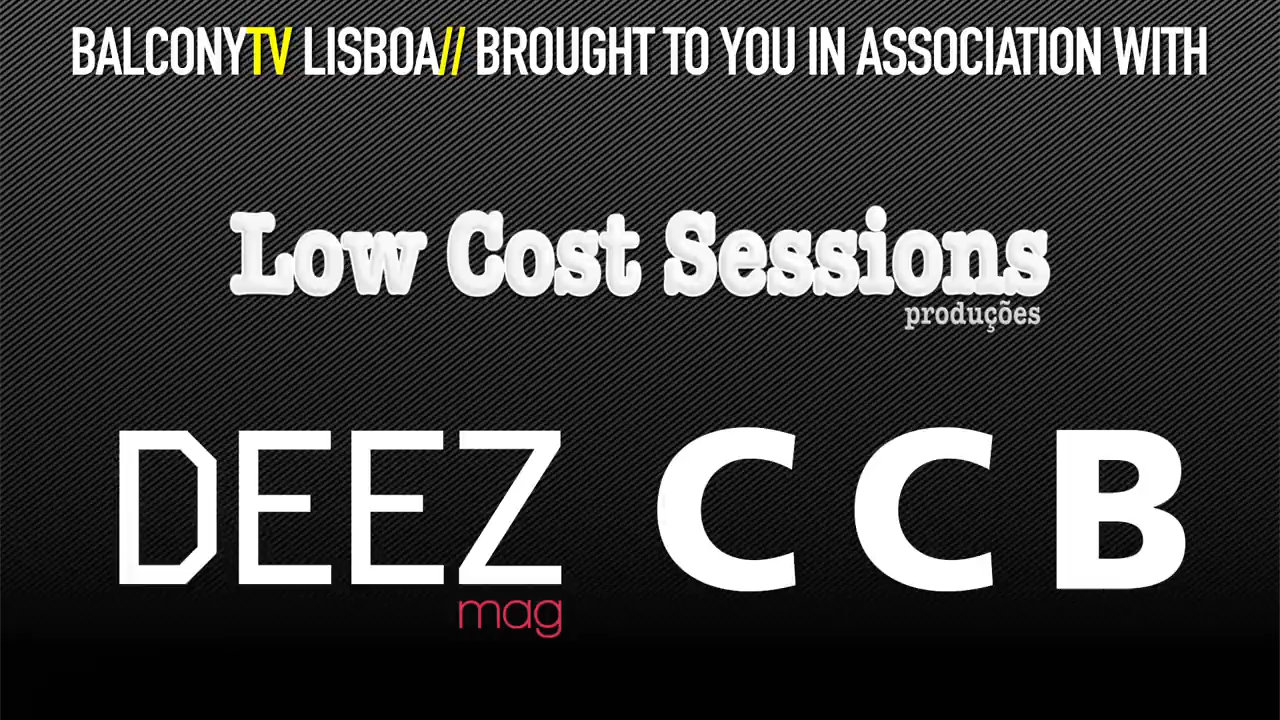 BALCONYTV LISBOA// BROUGHT TO YOU IN ASSOCIATION WITH
Low Cost Sessions
produções
DEEZ
mag
CCB